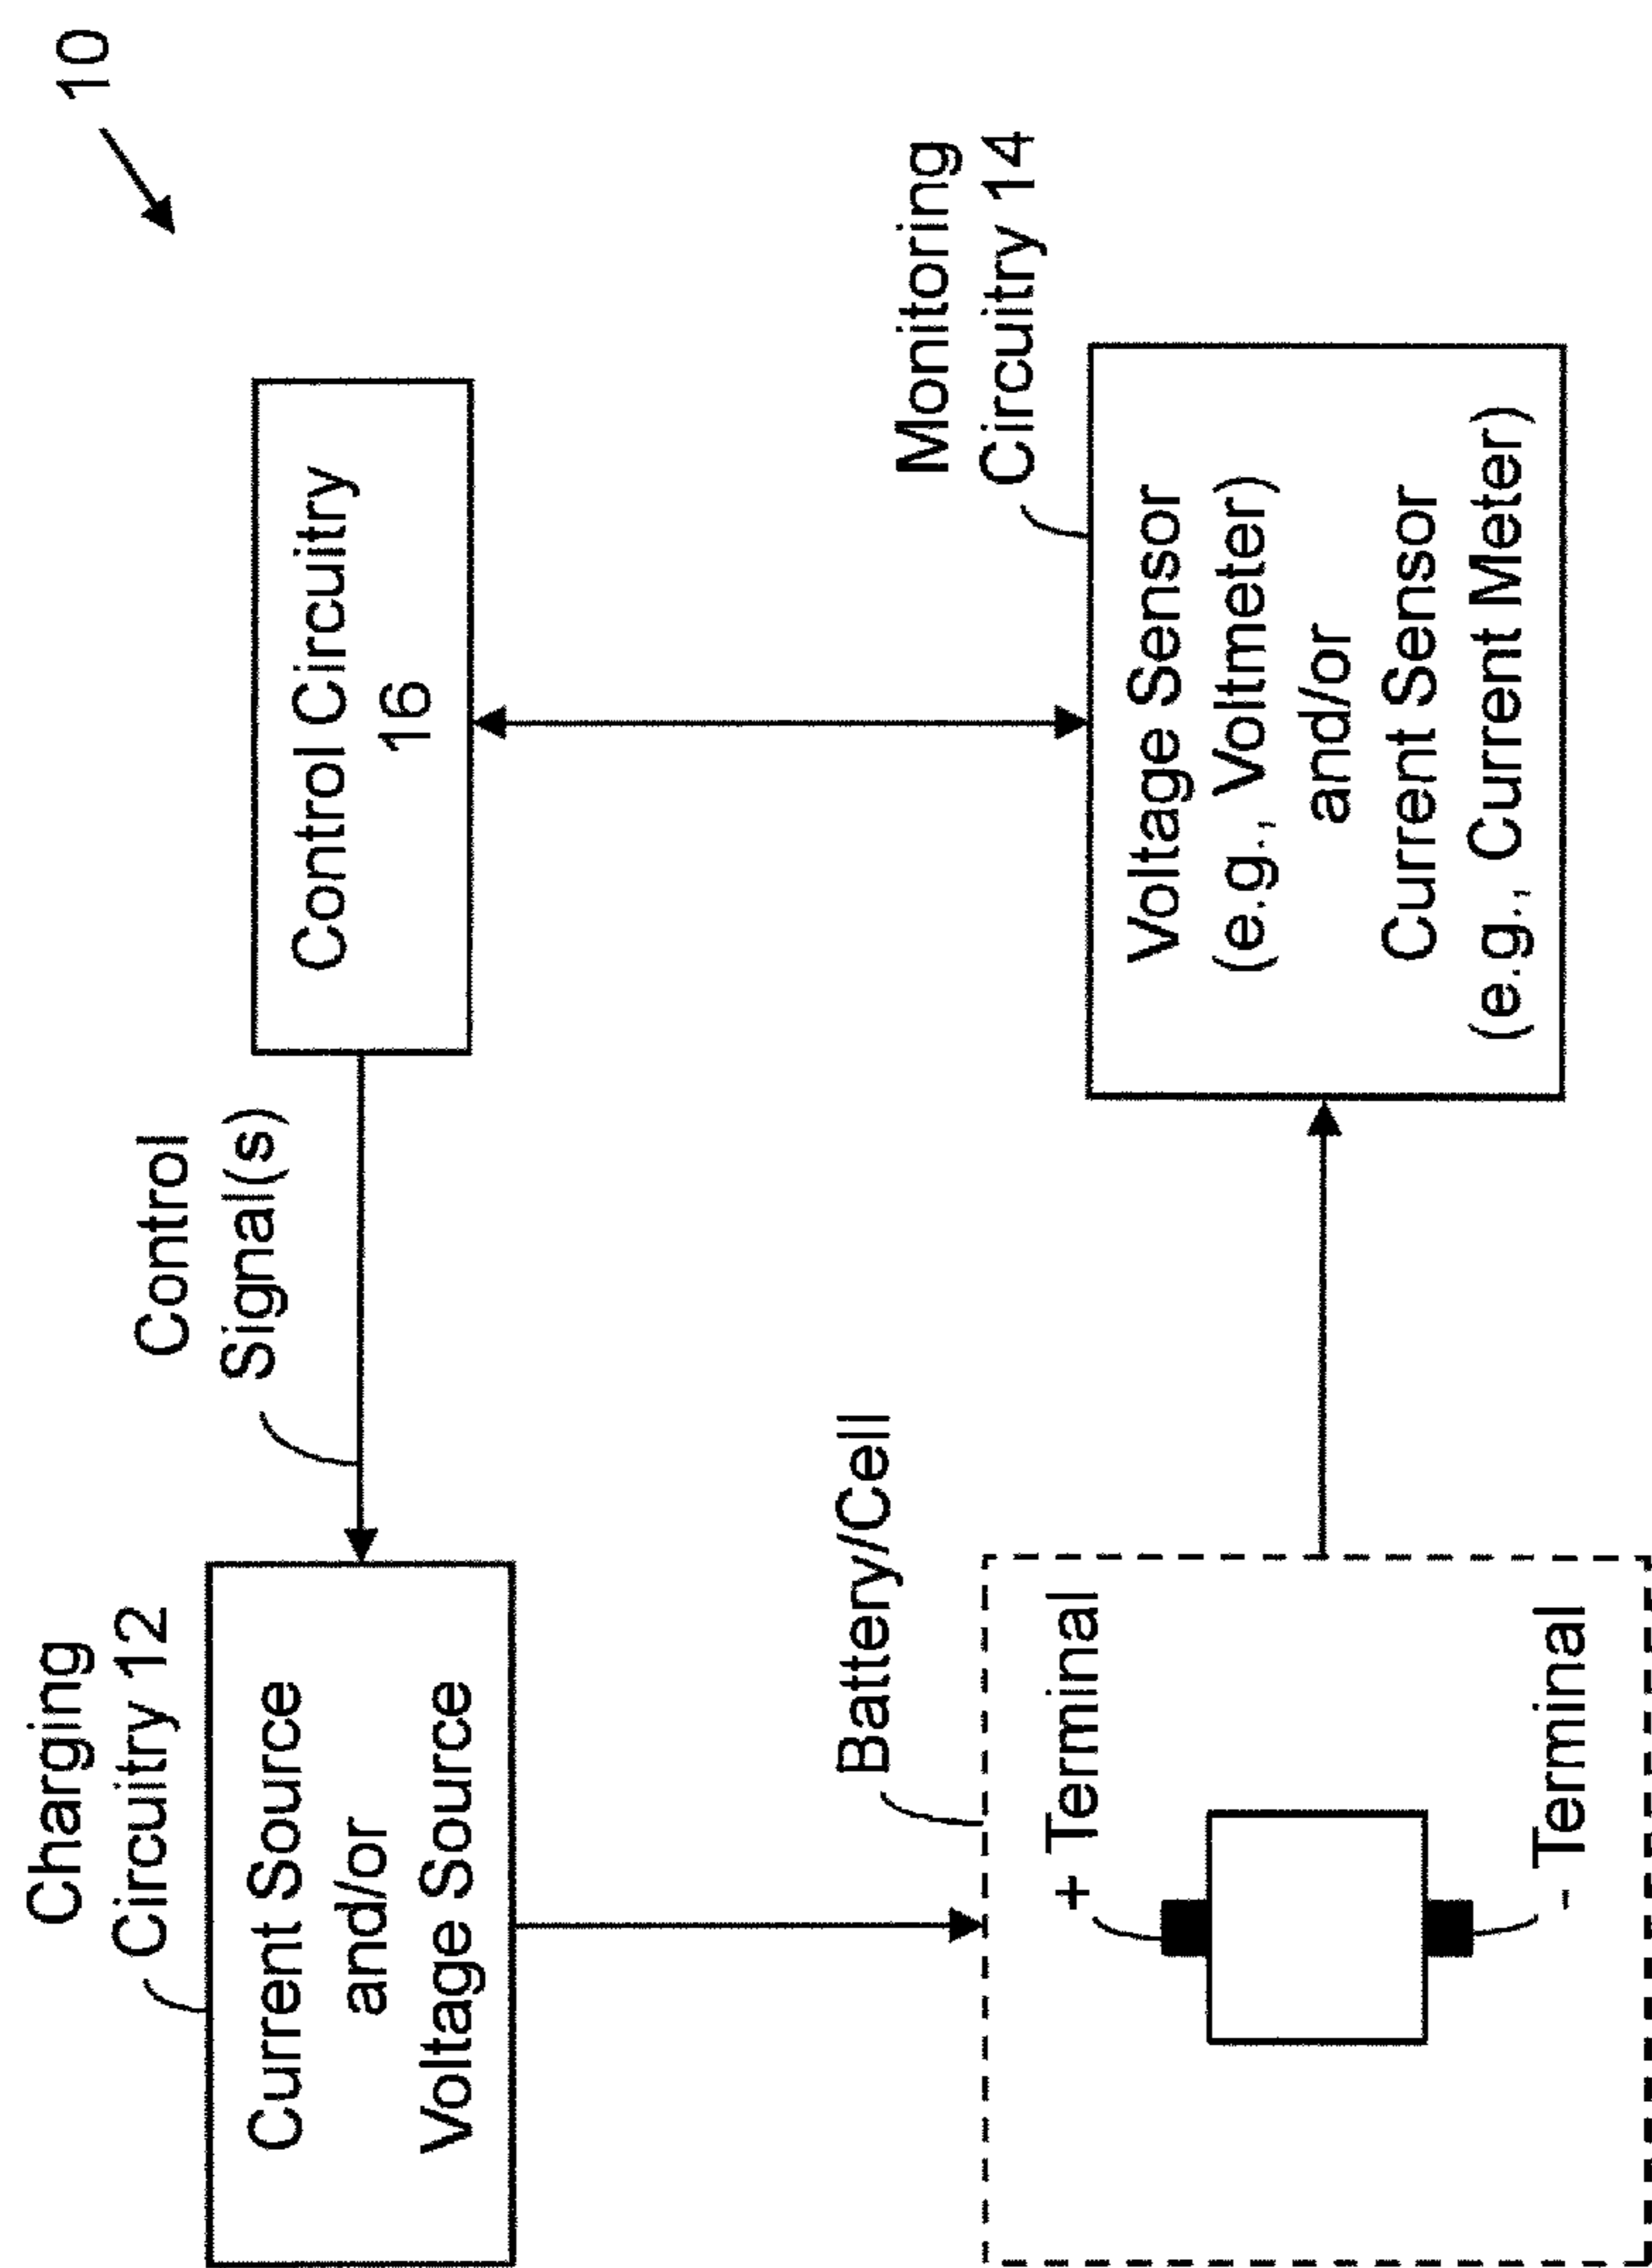 10
Charging
Circuitry 12
Current Source
and/or
Voltage Source
Control
Signal(s)
Control Circuitry
16
Battery/Cell
+ Terminal
- Terminal
Monitoring
Circuitry 14
Voltage Sensor
(e.g., Voltmeter)
and/or
Current Sensor
(e.g., Current Meter)